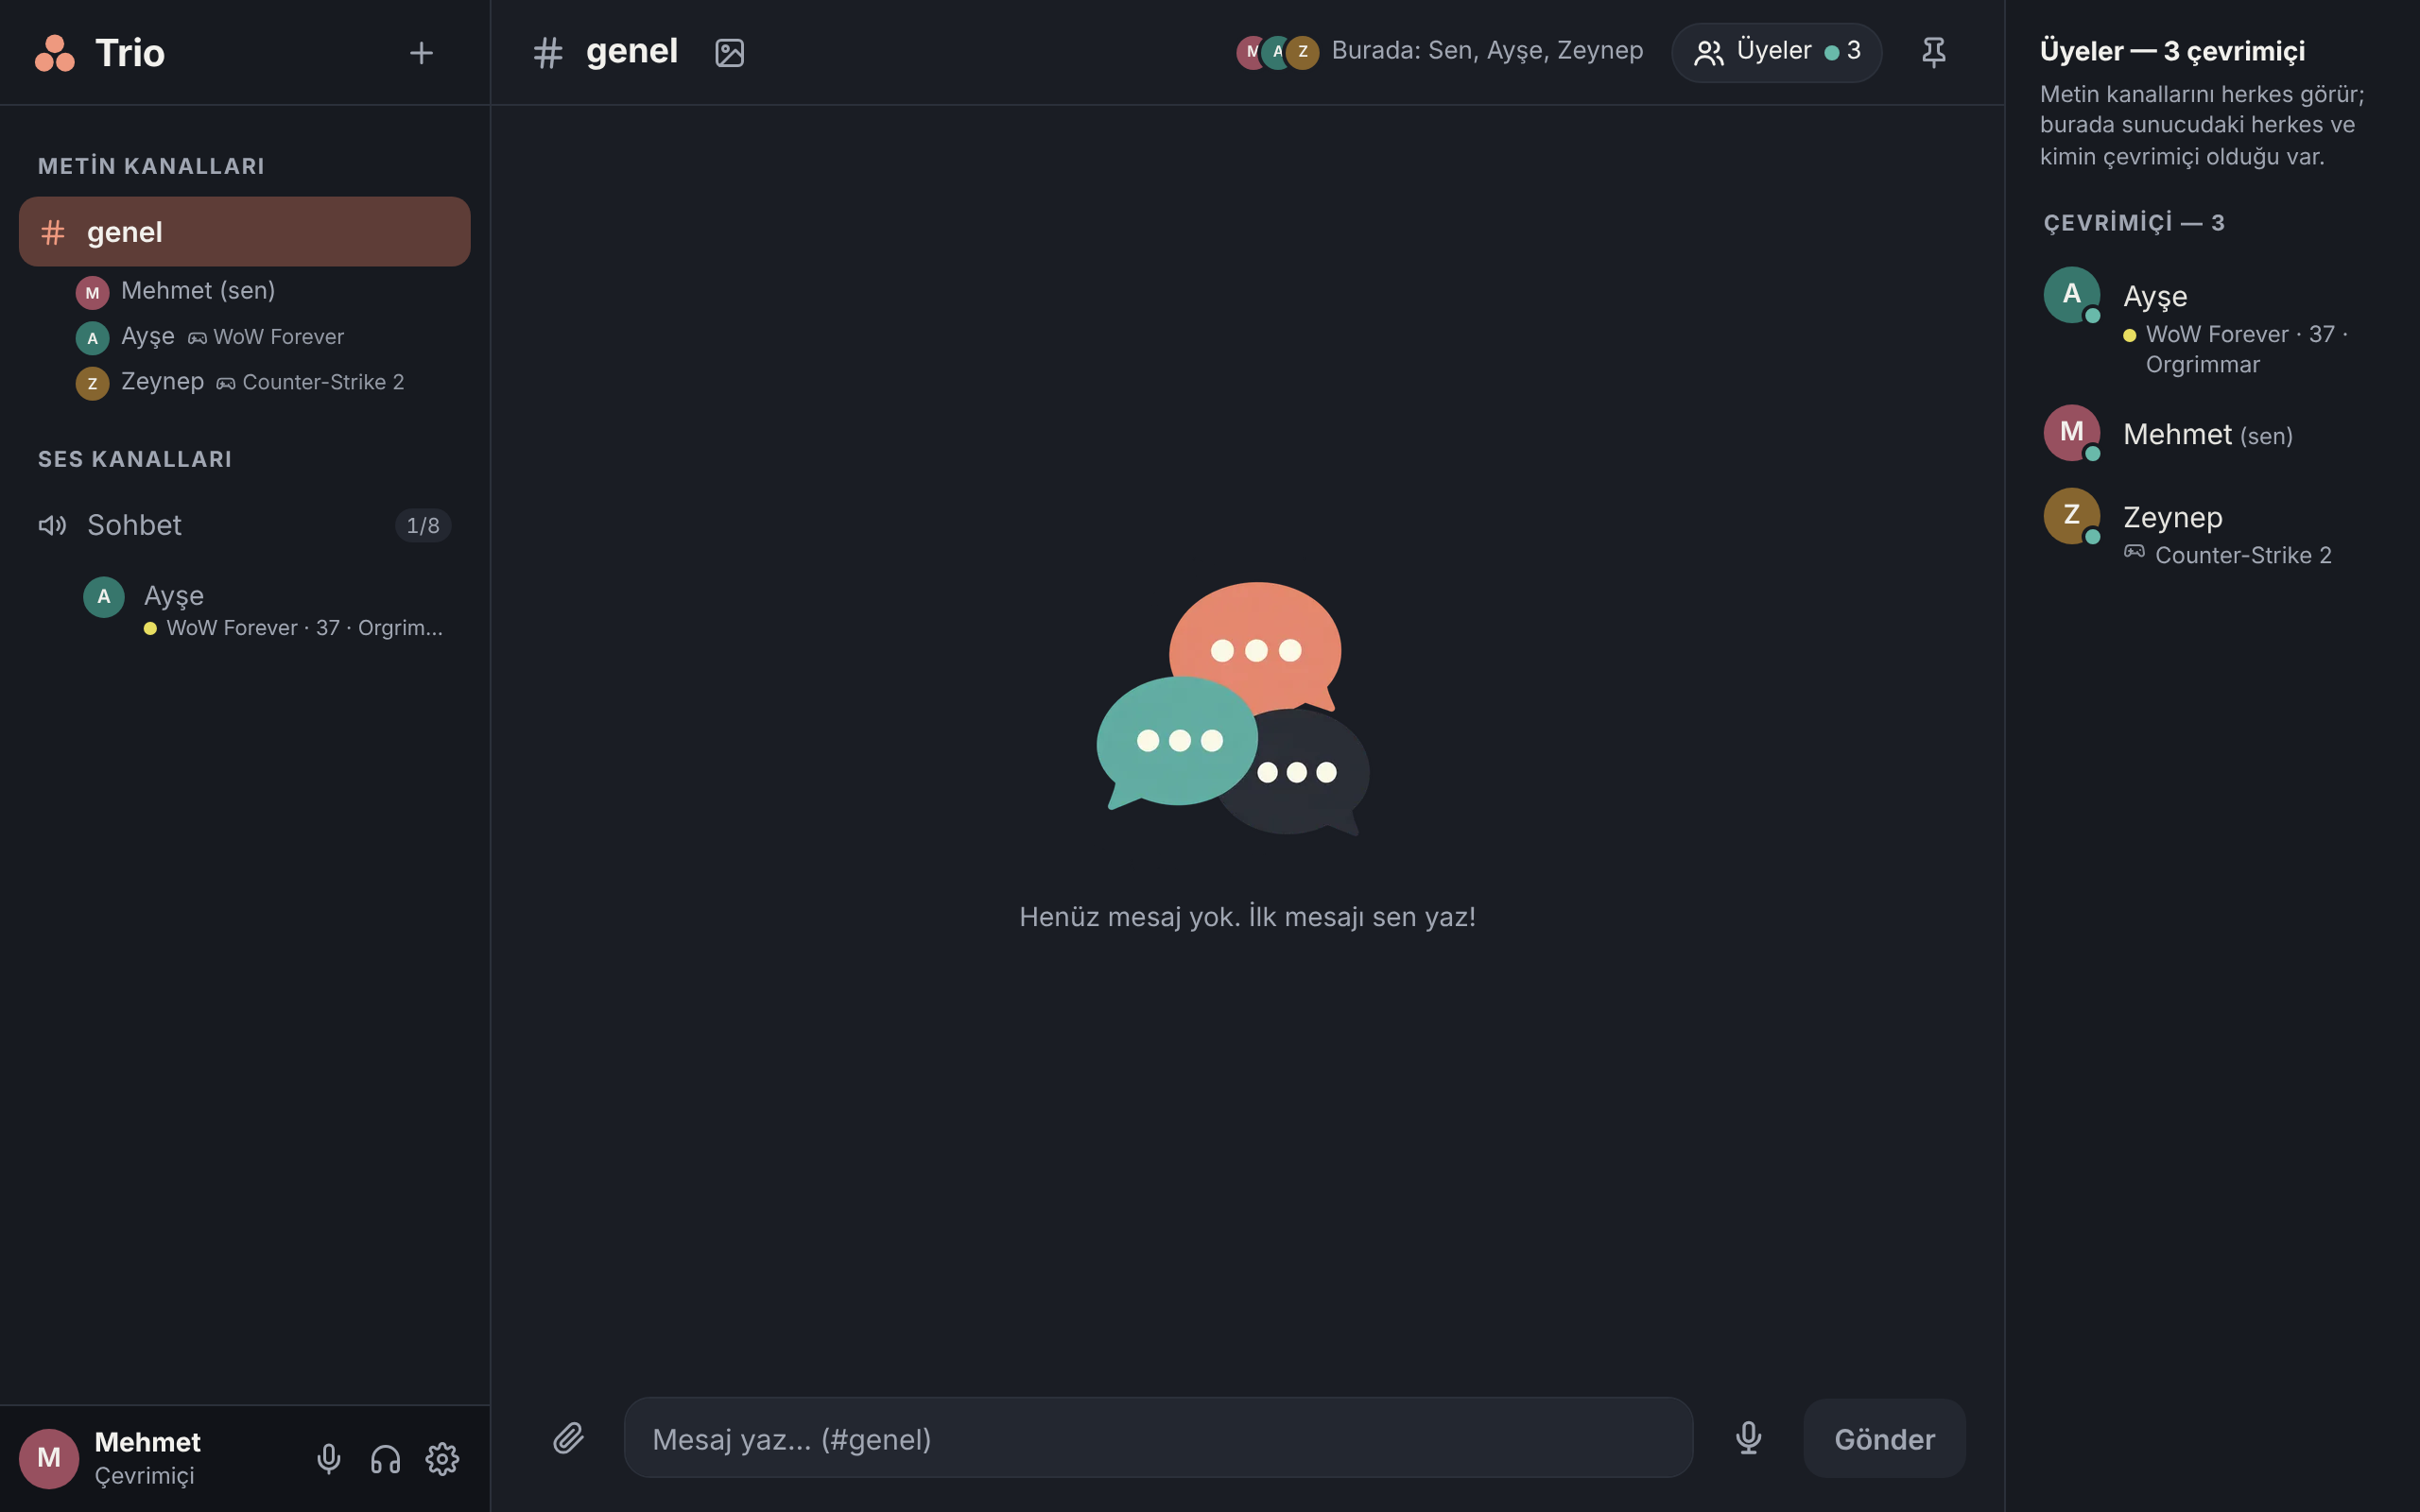 Trio
METİN KANALLARI
genel
M Mehmet (sen)
A Ayşe WoW Forever
Z Zeynep Counter-Strike 2
SES KANALLARI
Sohbet 1/8
A Ayşe
WoW Forever · 37 · Orgrim...
M Mehmet
Çevrimiçi
# genel
M A Z Burada: Sen, Ayşe, Zeynep
Üyeler 3
Henüz mesaj yok. İlk mesajı sen yaz!
Mesaj yaz... (#genel)
Gönder
Üyeler — 3 çevrimiçi
Metin kanallarını herkes görür;
burada sunucudaki herkes ve
kimin çevrimiçi olduğu var.
ÇEVRİMİÇİ — 3
A Ayşe
WoW Forever · 37 ·
Orgrimmar
M Mehmet (sen)
Z Zeynep
Counter-Strike 2